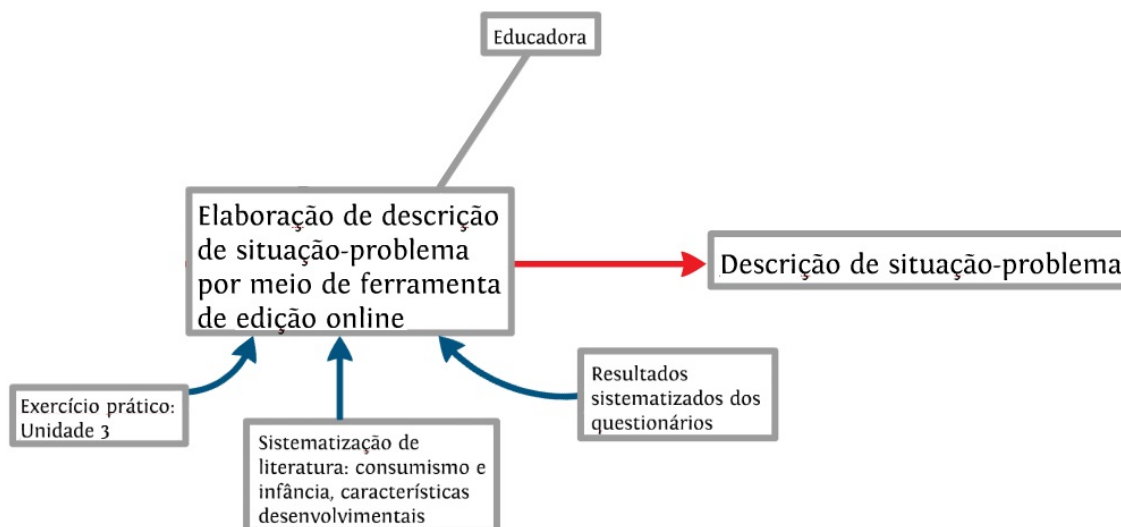 Educadora
Elaboração de descrição
de situação-problema
por meio de ferramenta
de edição online
Descrição de situação-problema
Exercício prático:
Unidade 3
Sistematização de
literatura: consumismo e
infância, características
desenvolvimentais
Resultados
sistematizados dos
questionários